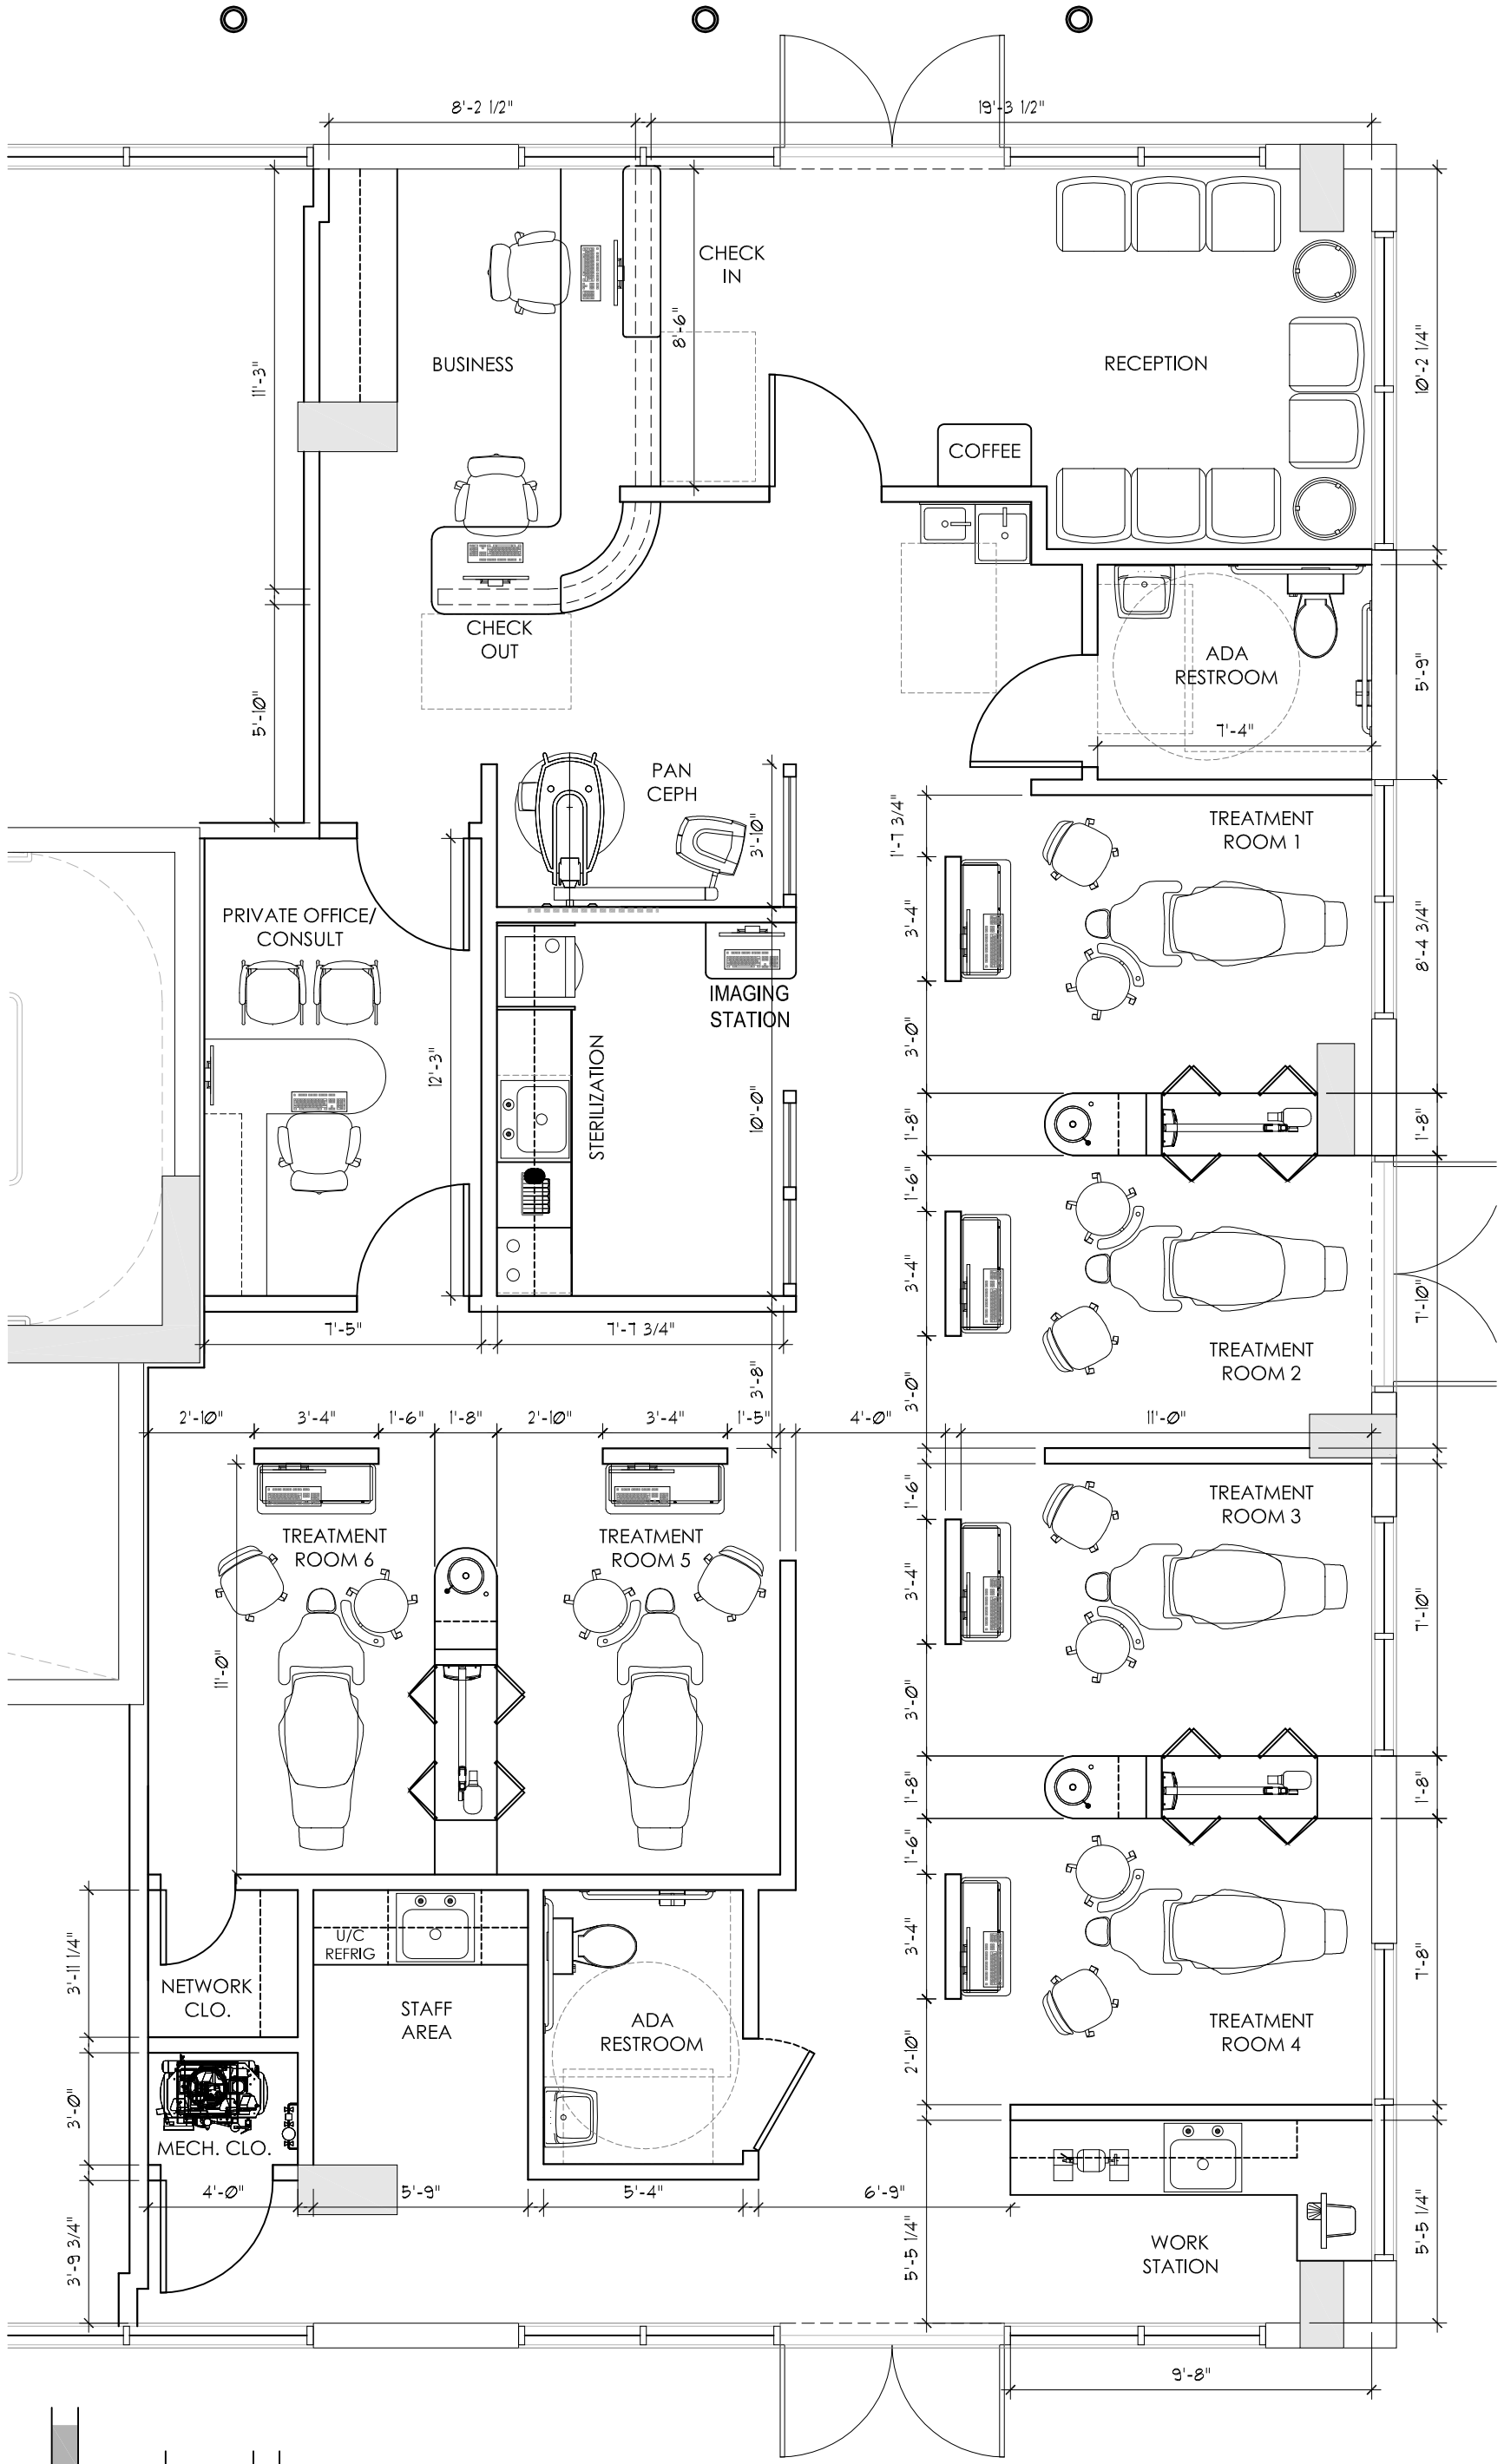 8'-2 1/2"
19'-3 1/2"
CHECK
IN
8'-6"
BUSINESS
RECEPTION
11'-3"
10'-2 1/4"
COFFEE
CHECK
OUT
ADA
RESTROOM
5'-9"
7'-4"
5'-10"
PAN
CEPH
3'-10"
1'-7 3/4"
TREATMENT
ROOM 1
PRIVATE OFFICE/
CONSULT
3'-4"
8'-4 3/4"
IMAGING
STATION
STERILIZATION
12'-3"
10'-0"
3'-0"
1'-8"
1'-8"
1'-6"
3'-4"
7'-10"
7'-5"
7'-7 3/4"
TREATMENT
ROOM 2
3'-8"
3'-0"
2'-10"
3'-4"
1'-6"
1'-8"
2'-10"
3'-4"
1'-5"
4'-0"
11'-0"
1'-6"
TREATMENT
ROOM 3
TREATMENT
ROOM 6
TREATMENT
ROOM 5
3'-4"
7'-10"
11'-0"
3'-0"
1'-8"
1'-8"
1'-6"
3'-11 1/4"
U/C
REFRIG
3'-4"
7'-8"
NETWORK
CLO.
STAFF
AREA
ADA
RESTROOM
TREATMENT
ROOM 4
2'-10"
3'-0"
MECH. CLO.
4'-0"
5'-9"
5'-4"
6'-9"
3'-9 3/4"
5'-5 1/4"
WORK
STATION
5'-5 1/4"
9'-8"